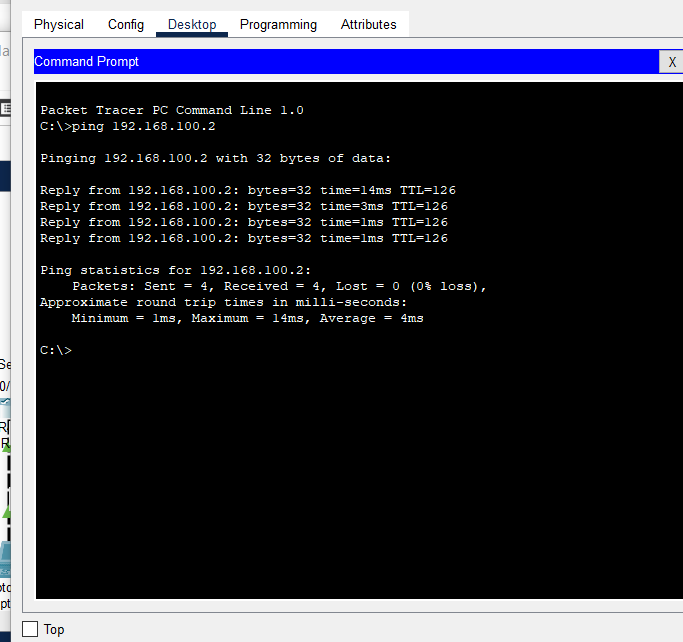 Physical Config Desktop Programming Attributes
Command Prompt X
Packet Tracer PC Command Line 1.0
C:\>ping 192.168.100.2
Pinging 192.168.100.2 with 32 bytes of data:
Reply from 192.168.100.2: bytes=32 time=14ms TTL=126
Reply from 192.168.100.2: bytes=32 time=3ms TTL=126
Reply from 192.168.100.2: bytes=32 time=1ms TTL=126
Reply from 192.168.100.2: bytes=32 time=1ms TTL=126
Ping statistics for 192.168.100.2:
Packets: Sent = 4, Received = 4, Lost = 0 (0% loss),
Approximate round trip times in milli-seconds:
Minimum = 1ms, Maximum = 14ms, Average = 4ms
C:\>
Top